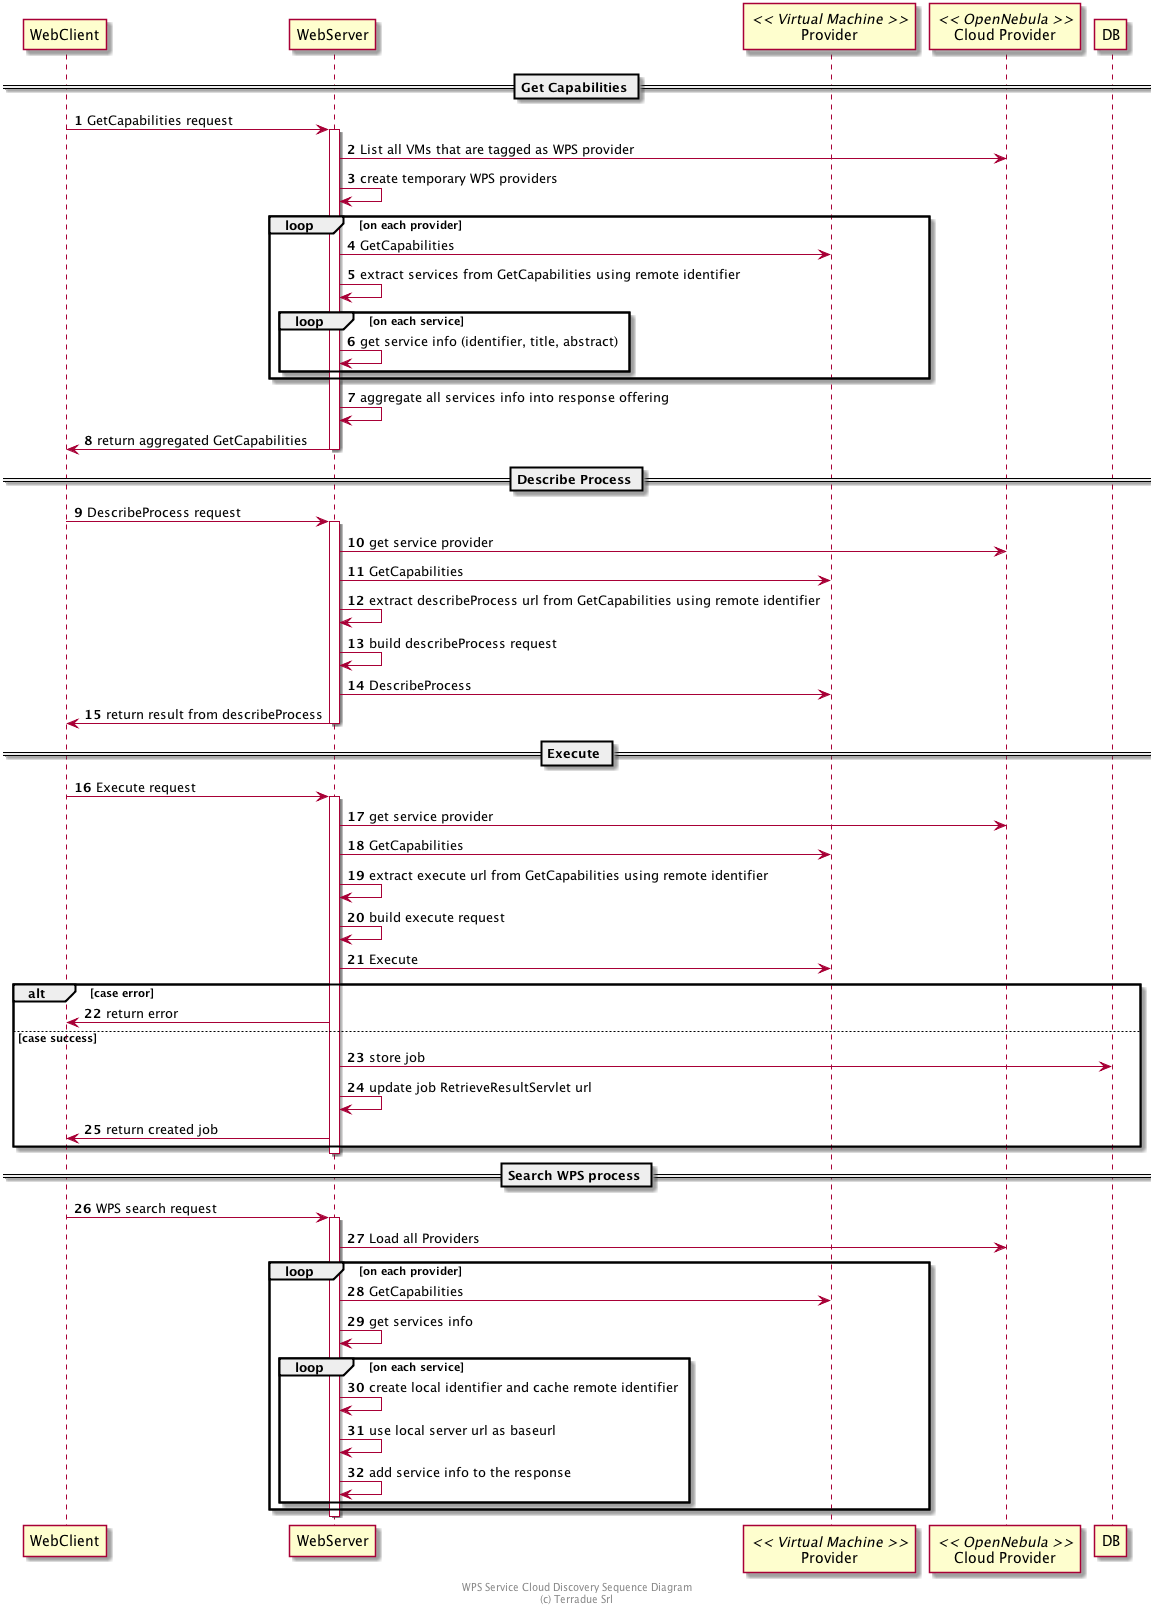 << Virtual Machine >>
<< OpenNebula >>
WebClient
WebServer
Provider
Cloud Provider
DB
Get Capabilities
1 GetCapabilities request
2 List all VMs that are tagged as WPS provider
3 create temporary WPS providers
loop [on each provider]
4 GetCapabilities
5 extract services from GetCapabilities using remote identifier
loop [on each service]
6 get service info (identifier, title, abstract)
7 aggregate all services info into response offering
8 return aggregated GetCapabilities
Describe Process
9 DescribeProcess request
10 get service provider
11 GetCapabilities
12 extract describeProcess url from GetCapabilities using remote identifier
13 build describeProcess request
14 DescribeProcess
15 return result from describeProcess
Execute
16 Execute request
17 get service provider
18 GetCapabilities
19 extract execute url from GetCapabilities using remote identifier
20 build execute request
21 Execute
alt [case error]
22 return error
[case success]
23 store job
24 update job RetrieveResultServlet url
25 return created job
Search WPS process
26 WPS search request
27 Load all Providers
loop [on each provider]
28 GetCapabilities
29 get services info
loop [on each service]
30 create local identifier and cache remote identifier
31 use local server url as baseurl
32 add service info to the response
WebClient
WebServer
<< Virtual Machine >>
Provider
<< OpenNebula >>
Cloud Provider
DB
WPS Service Cloud Discovery Sequence Diagram
(c) Terradue Srl